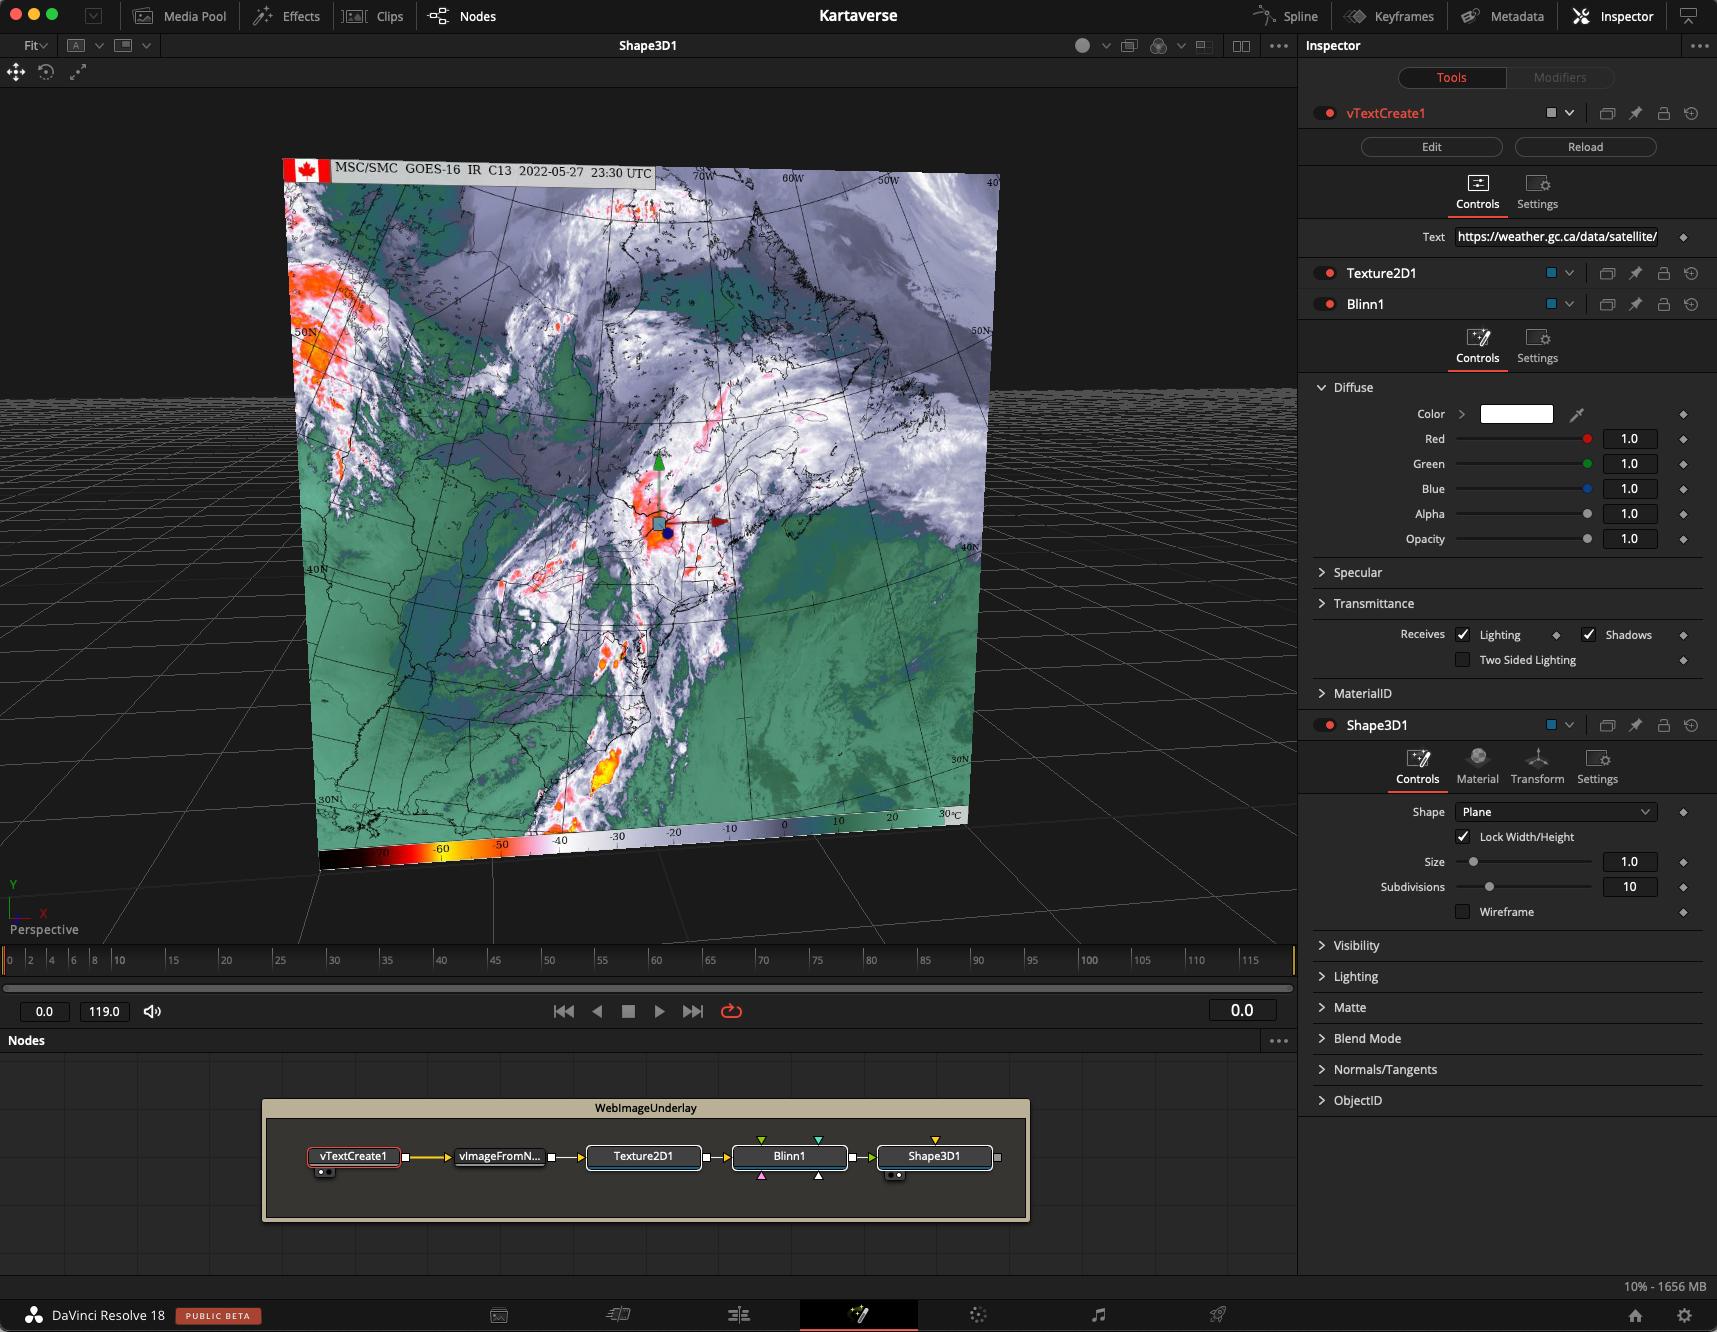 Media Pool
Effects
Clips
Nodes
Kartaverse
Spline
Keyframes
Metadata
Inspector
Fit
A
Shape3D1
Inspector
Tools
Modifiers
vTextCreate1
Edit
Reload
Controls
Settings
Text
https://weather.gc.ca/data/satellite/
Texture2D1
Blinn1
Controls
Settings
Diffuse
Color
Red 1.0
Green 1.0
Blue 1.0
Alpha 1.0
Opacity 1.0
Specular
Transmittance
Receives Lighting Shadows
Two Sided Lighting
MaterialID
Shape3D1
Controls
Material
Transform
Settings
Shape Plane
Lock Width/Height
Size 1.0
Subdivisions 10
Wireframe
Visibility
Lighting
Matte
Blend Mode
Normals/Tangents
ObjectID
MSC/SMC GOES-16 IR C13 2022-05-27 23:30 UTC
70W
60W
50W
40
50N
50N
40N
40N
30N
30N
-70 -60 -50 -40 -30 -20 -10 0 10 20 30 °C
Y
X
Perspective
0 2 4 6 8 10 15 20 25 30 35 40 45 50 55 60 65 70 75 80 85 90 95 100 105 110 115
0.0
119.0
0.0
Nodes
WebImageUnderlay
vTextCreate1
vImageFromN...
Texture2D1
Blinn1
Shape3D1
10% - 1656 MB
DaVinci Resolve 18
PUBLIC BETA